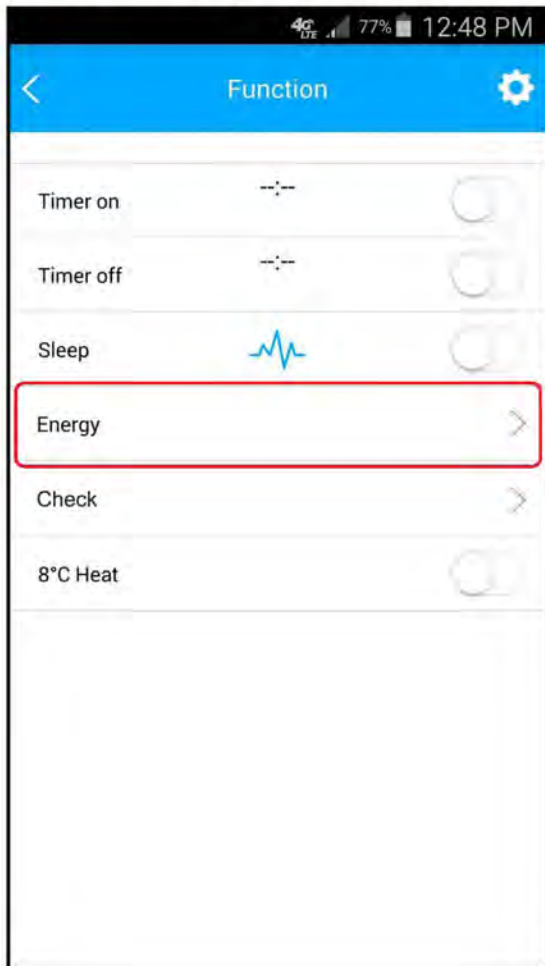 4G LTE 77% 12:48 PM
Function
Timer on --:--
Timer off --:--
Sleep
Energy
Check
8°C Heat